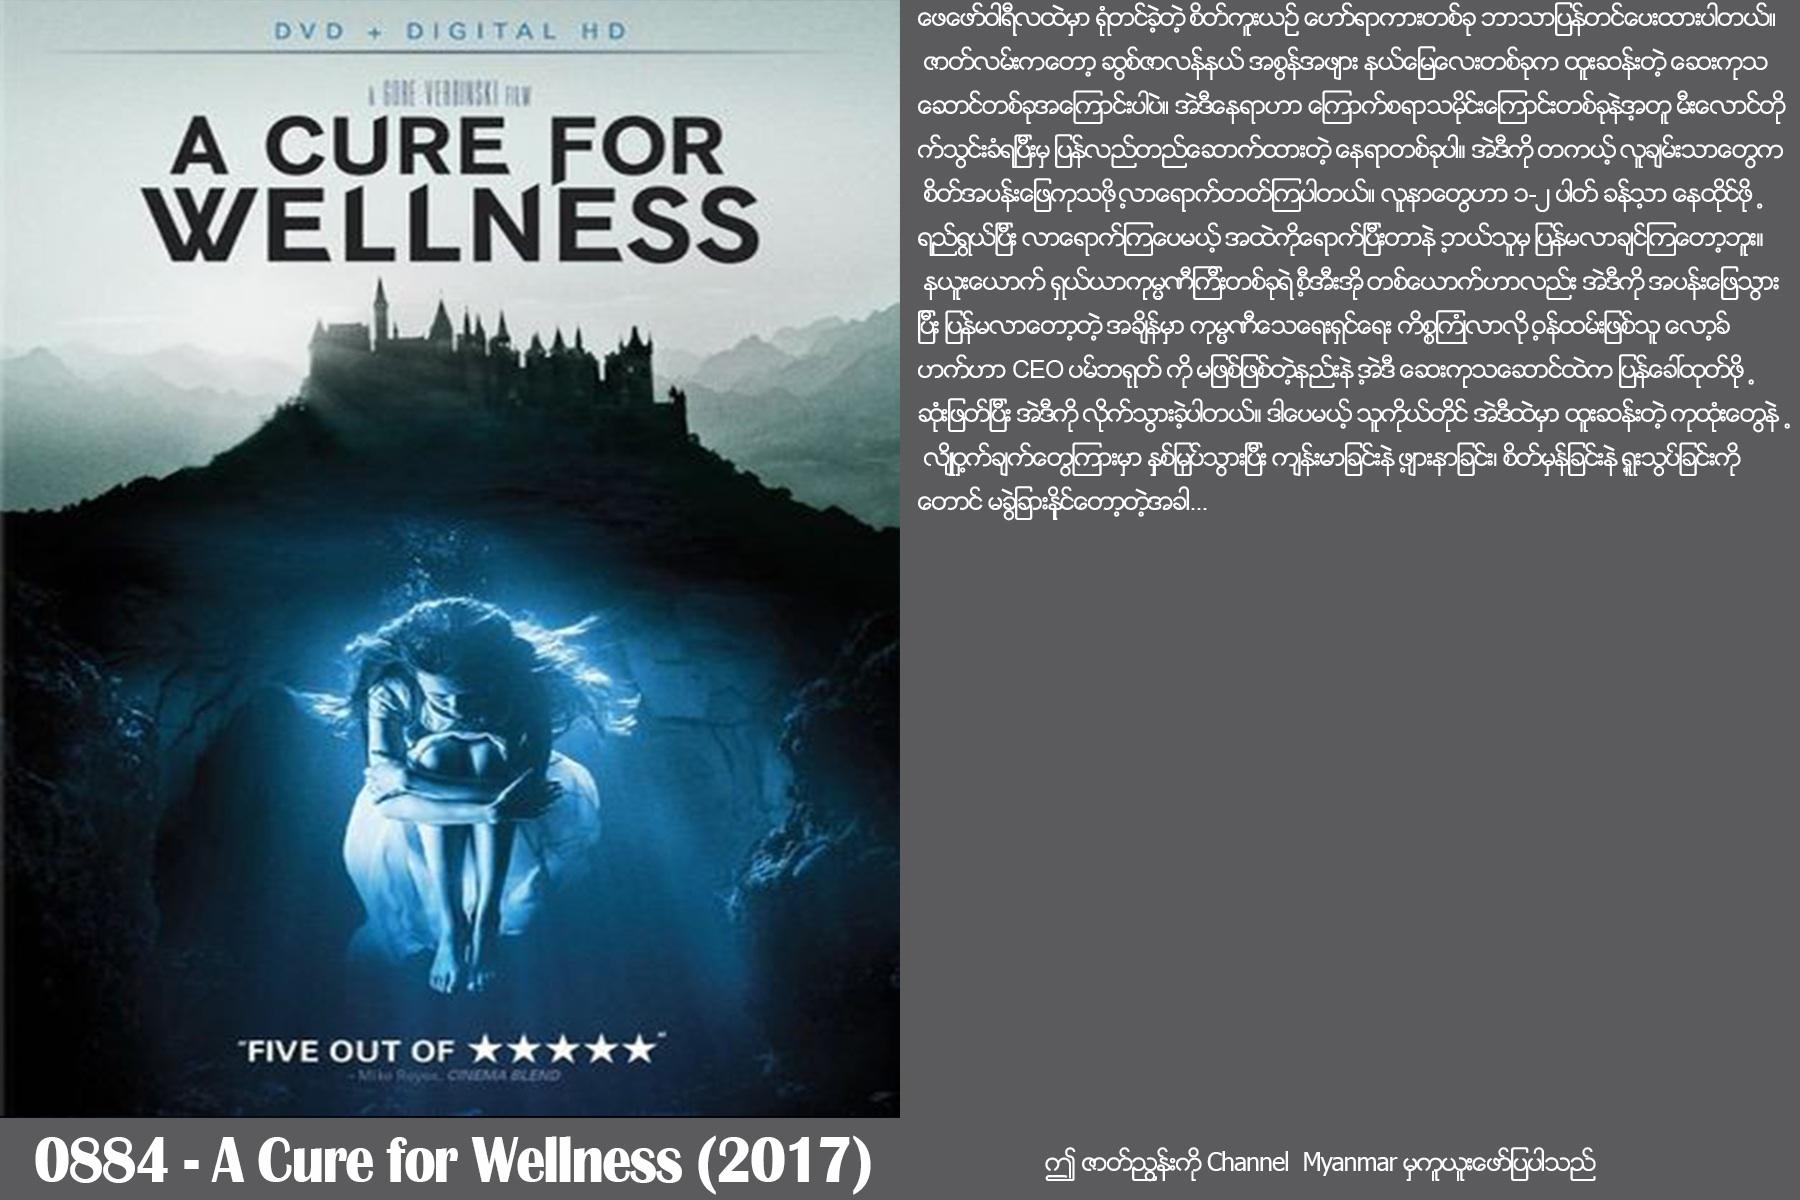 DVD + DIGITAL HD
A GORE VERBINSKI FILM
A CURE FOR
WELLNESS
"FIVE OUT OF ★★★★★"
- Mike Reyes, CINEMA BLEND
0884 - A Cure for Wellness (2017)
ဖေဖော်ဝါရီလထဲမှာ ရုံတင်ခဲ့တဲ့ စိတ်ကူးယဉ် ဟော်ရာကားတစ်ခု ဘာသာပြန်တင်ပေးထားပါတယ်။
ဇာတ်လမ်းကတော့ ဆွစ်ဇာလန်နယ် အစွန်အဖျား နယ်မြေလေးတစ်ခုက ထူးဆန်းတဲ့ ဆေးကုသ
ဆောင်တစ်ခုအကြောင်းပါပဲ။ အဲဒီနေရာဟာ ကြောက်စရာသမိုင်းကြောင်းတစ်ခုနဲ့အတူ မီးလောင်တို
က်သွင်းခံရပြီးမှ ပြန်လည်တည်ဆောက်ထားတဲ့ နေရာတစ်ခုပါ။ အဲဒီကို တကယ့် လူချမ်းသာတွေက
စိတ်အပန်းဖြေကုသဖို့လာရောက်တတ်ကြပါတယ်။ လူနာတွေဟာ ၁-၂ ပါတ် ခန့်သာ နေထိုင်ဖို့
ရည်ရွယ်ပြီး လာရောက်ကြပေမယ့် အထဲကိုရောက်ပြီးတာနဲ့ ဘယ်သူမှ ပြန်မလာချင်ကြတော့ဘူး။
နယူးယောက် ရှယ်ယာကုမ္မဏီကြီးတစ်ခုရဲ့ စီအီးအို တစ်ယောက်ဟာလည်း အဲဒီကို အပန်းဖြေသွား
ပြီး ပြန်မလာတော့တဲ့ အချိန်မှာ ကုမ္မဏီသေရေးရှင်ရေး ကိစ္စကြုံလာလို့ ဝန်ထမ်းဖြစ်သူ လော့ခ်
ဟက်ဟာ CEO ပမ်ဘရုတ် ကို မဖြစ်ဖြစ်တဲ့နည်းနဲ့ အဲဒီ ဆေးကုသဆောင်ထဲက ပြန်ခေါ်ထုတ်ဖို့
ဆုံးဖြတ်ပြီး အဲဒီကို လိုက်သွားခဲ့ပါတယ်။ ဒါပေမယ့် သူကိုယ်တိုင် အဲဒီထဲမှာ ထူးဆန်းတဲ့ ကုထုံးတွေနဲ့
လျှို့ဝှက်ချက်တွေကြားမှာ နှစ်မြှပ်သွားပြီး ကျန်းမာခြင်းနဲ့ ဖျားနာခြင်း၊ စိတ်မှန်ခြင်းနဲ့ ရူးသွပ်ခြင်းကို
တောင် မခွဲခြားနိုင်တော့တဲ့အခါ...
ဤ ဇာတ်ညွှန်းကို Channel Myanmar မှကူယူးဖော်ပြပါသည်